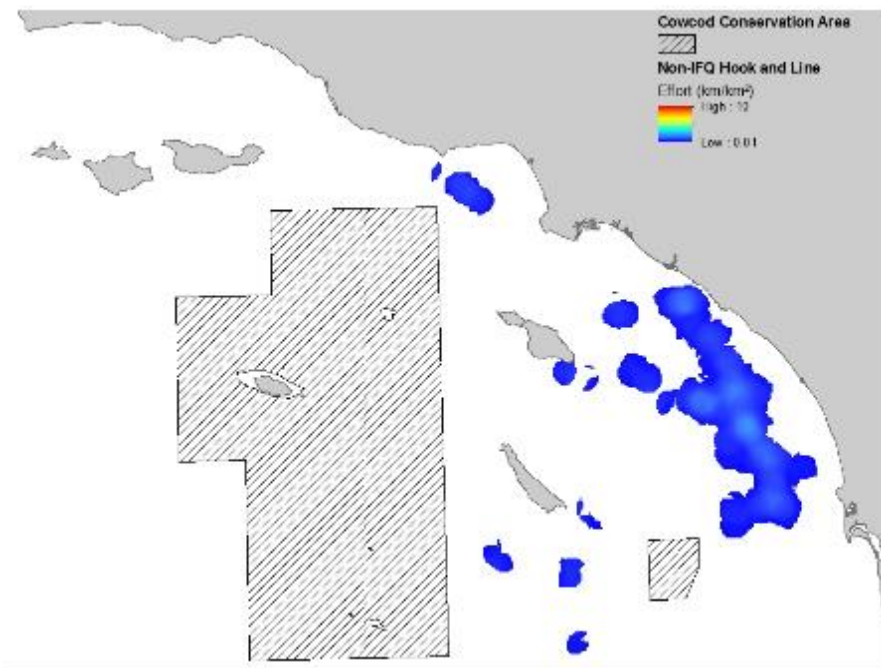 Cowcod Conservation Area
Non-IFQ Hook and Line
Effort (km/km²)
High : 10
Low : 0.01